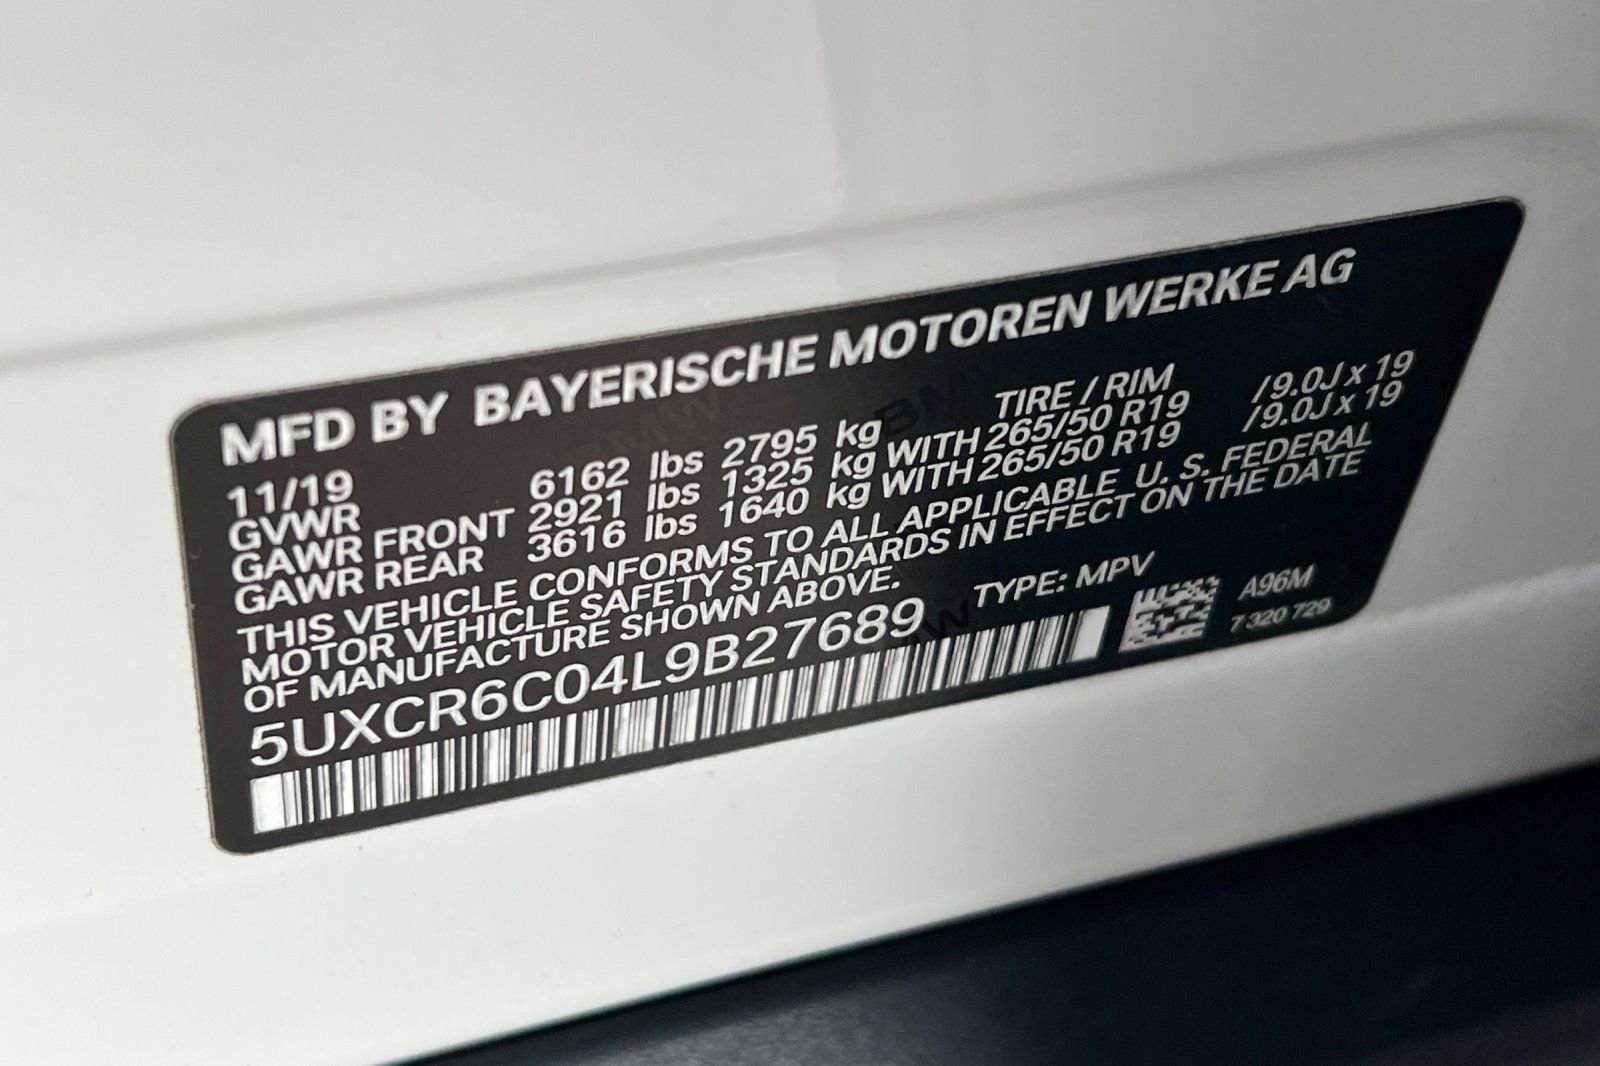 MFD BY BAYERISCHE MOTOREN WERKE AG
11/19 TIRE / RIM
GVWR 6162 lbs 2795 kg
GAWR FRONT 2921 lbs 1325 kg WITH 265/50 R19 /9.0J x 19
GAWR REAR 3616 lbs 1640 kg WITH 265/50 R19 /9.0J x 19
THIS VEHICLE CONFORMS TO ALL APPLICABLE U. S. FEDERAL
MOTOR VEHICLE SAFETY STANDARDS IN EFFECT ON THE DATE
OF MANUFACTURE SHOWN ABOVE.
5UXCR6C04L9B27689 TYPE: MPV
A96M
7 320 729